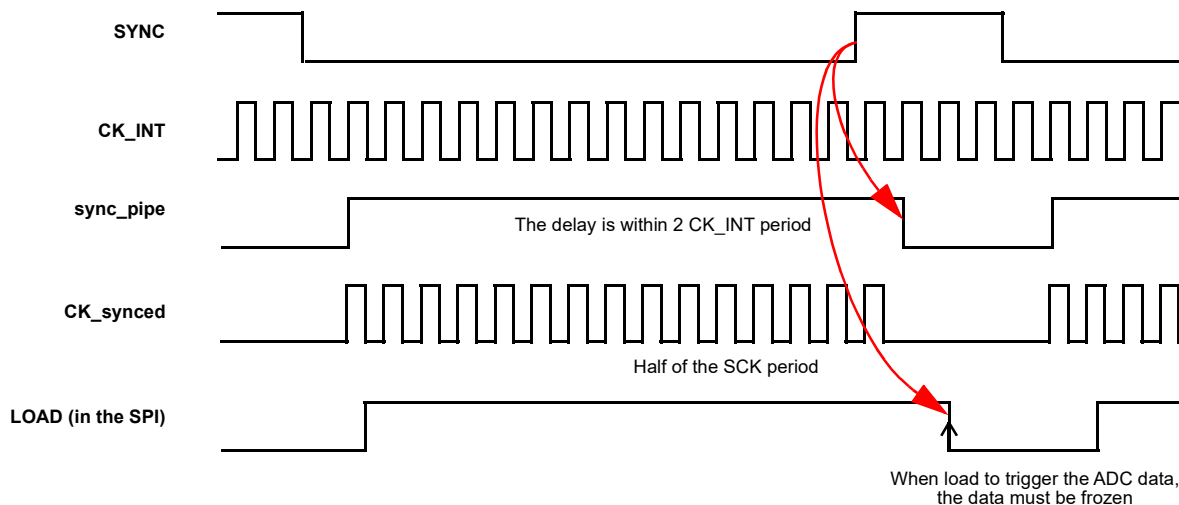 SYNC
CK_INT
sync_pipe
The delay is within 2 CK_INT period
CK_synced
Half of the SCK period
LOAD (in the SPI)
When load to trigger the ADC data,
the data must be frozen